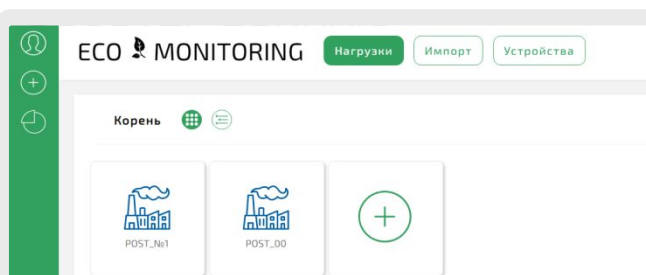 ECO MONITORING Нагрузки Импорт Устройства
Корень
POST_№1 POST_00